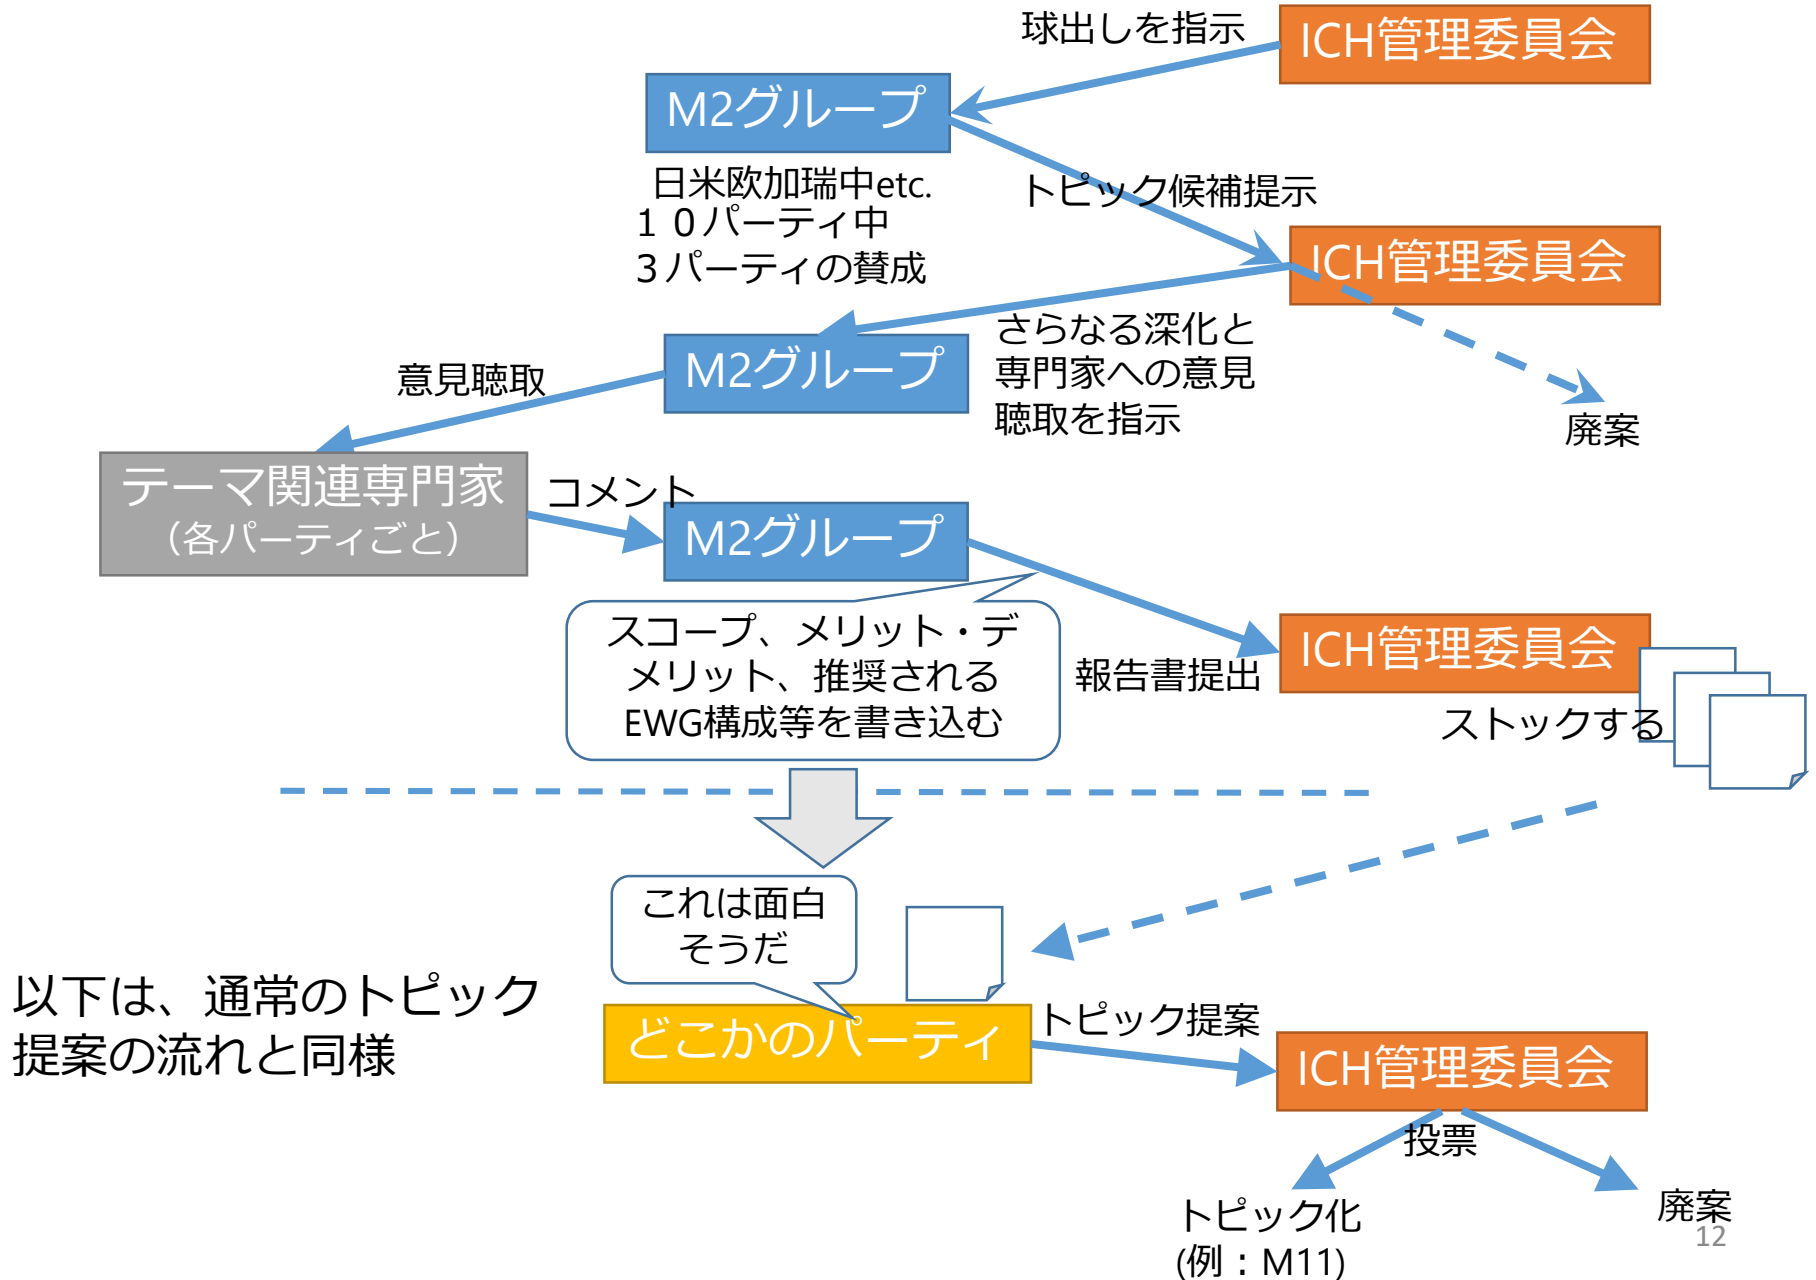 球出しを指示
ICH管理委員会
M2グループ
日米欧加瑞中etc.
１０パーティ中
３パーティの賛成
トピック候補提示
ICH管理委員会
さらなる深化と
専門家への意見
聴取を指示
廃案
M2グループ
意見聴取
テーマ関連専門家
（各パーティごと）
コメント
M2グループ
スコープ、メリット・デ
メリット、推奨される
EWG構成等を書き込む
報告書提出
ICH管理委員会
ストックする
これは面白
そうだ
以下は、通常のトピック
提案の流れと同様
どこかのパーティ
トピック提案
ICH管理委員会
投票
トピック化
(例：M11)
廃案
12